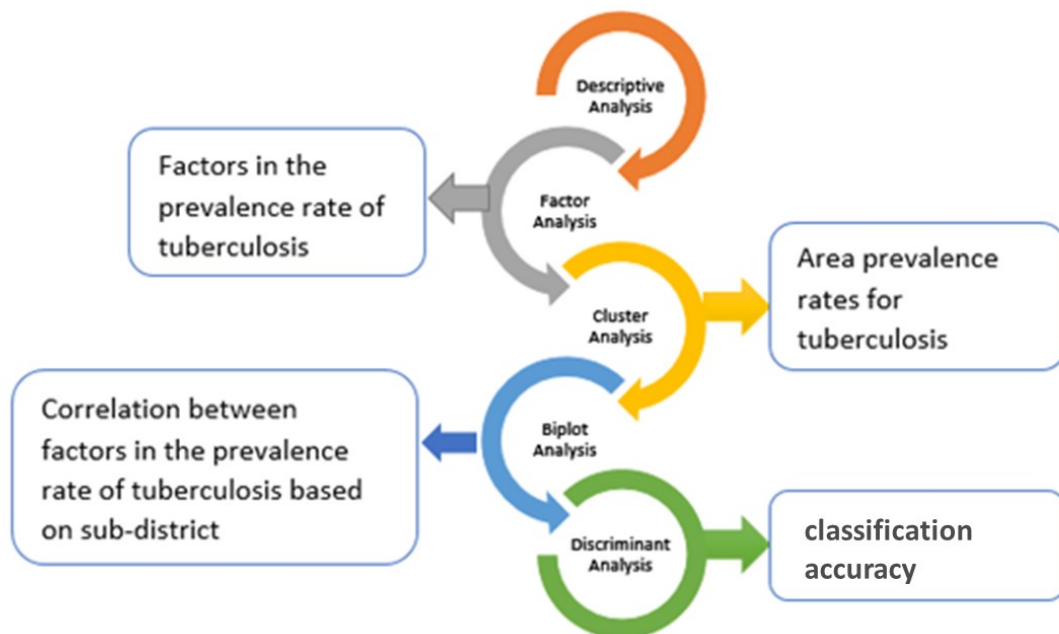 Descriptive
Analysis
Factors in the
prevalence rate of
tuberculosis
Factor
Analysis
Area prevalence
rates for
tuberculosis
Cluster
Analysis
Correlation between
factors in the prevalence
rate of tuberculosis based
on sub-district
Biplot
Analysis
Discriminant
Analysis
classification
accuracy